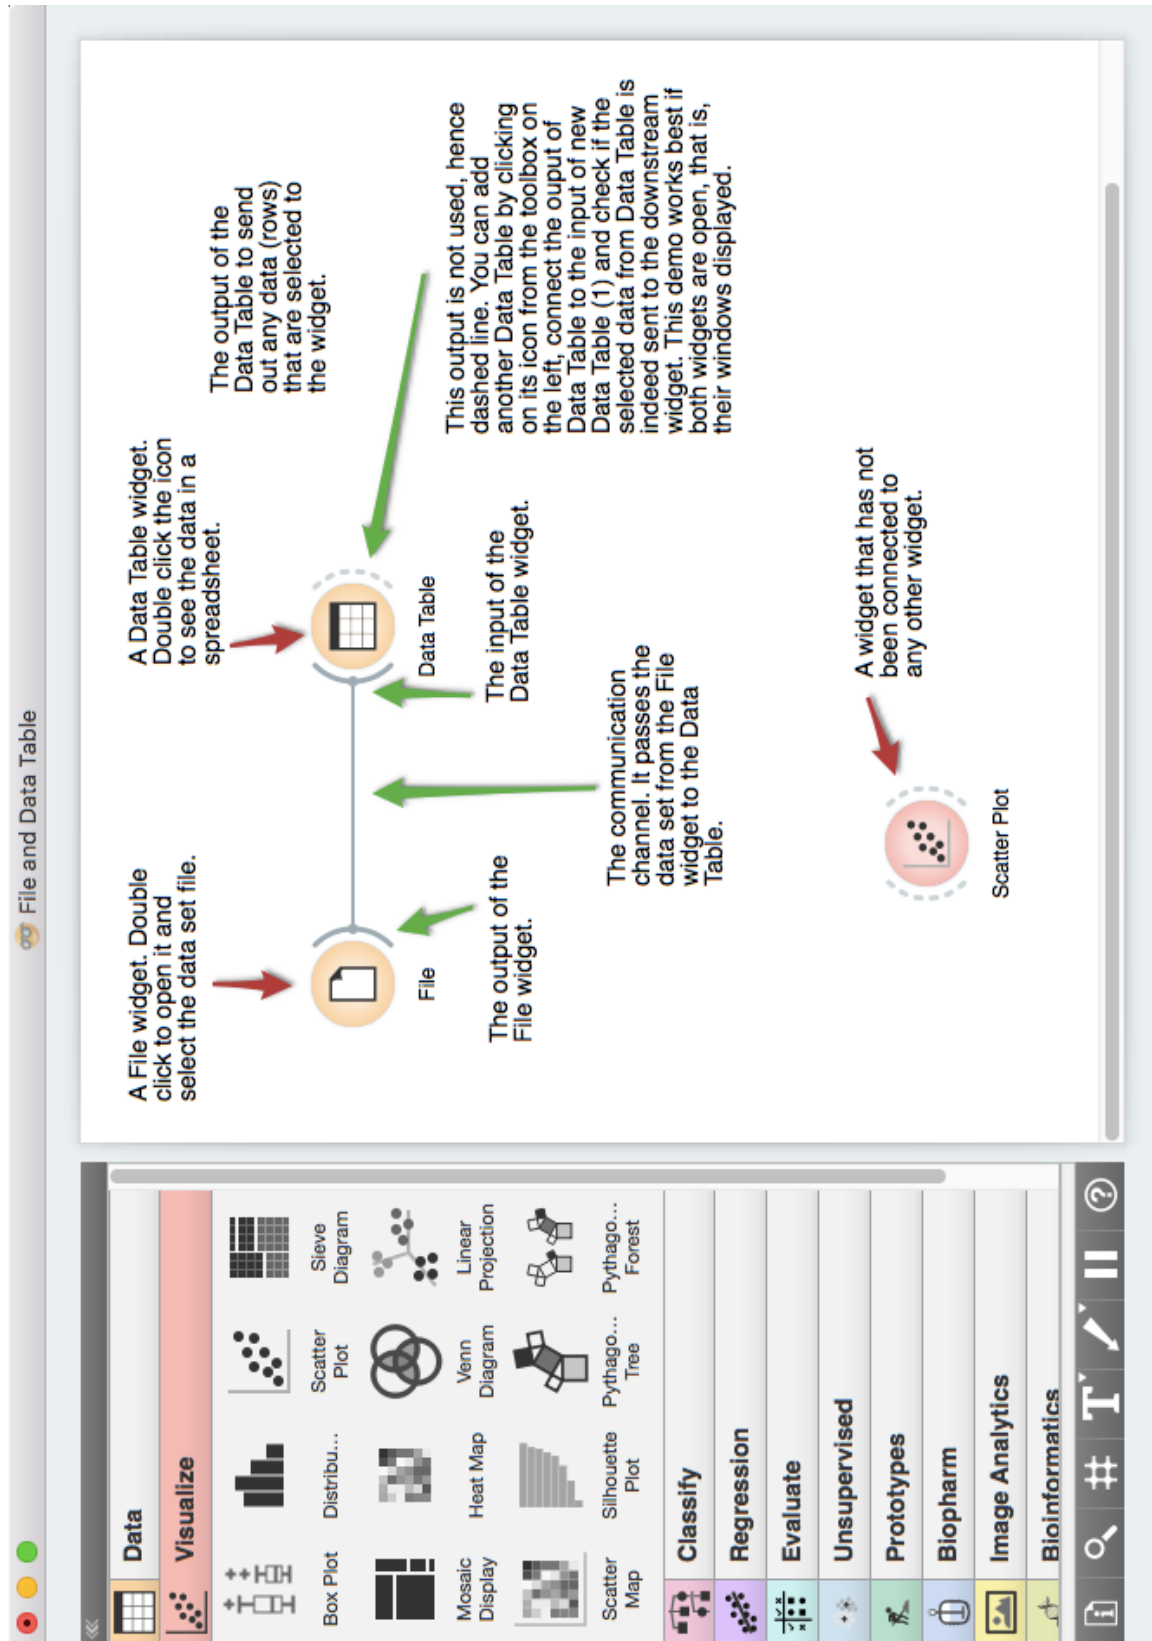 File and Data Table
«
Data
Visualize
Box Plot
Distribu...
Scatter
Plot
Sieve
Diagram
Mosaic
Display
Heat Map
Venn
Diagram
Linear
Projection
Scatter
Map
Silhouette
Plot
Pythago...
Tree
Pythago...
Forest
Classify
Regression
Evaluate
Unsupervised
Prototypes
Biopharm
Image Analytics
Bioinformatics
i # T ?
A File widget. Double
click to open it and
select the data set file.
A Data Table widget.
Double click the icon
to see the data in a
spreadsheet.
The output of the
Data Table to send
out any data (rows)
that are selected to
the widget.
File
Data Table
The output of the
File widget.
The input of the
Data Table widget.
This output is not used, hence
dashed line. You can add
another Data Table by clicking
on its icon from the toolbox on
the left, connect the ouput of
Data Table to the input of new
Data Table (1) and check if the
selected data from Data Table is
indeed sent to the downstream
widget. This demo works best if
both widgets are open, that is,
their windows displayed.
The communication
channel. It passes the
data set from the File
widget to the Data
Table.
A widget that has not
been connected to
any other widget.
Scatter Plot